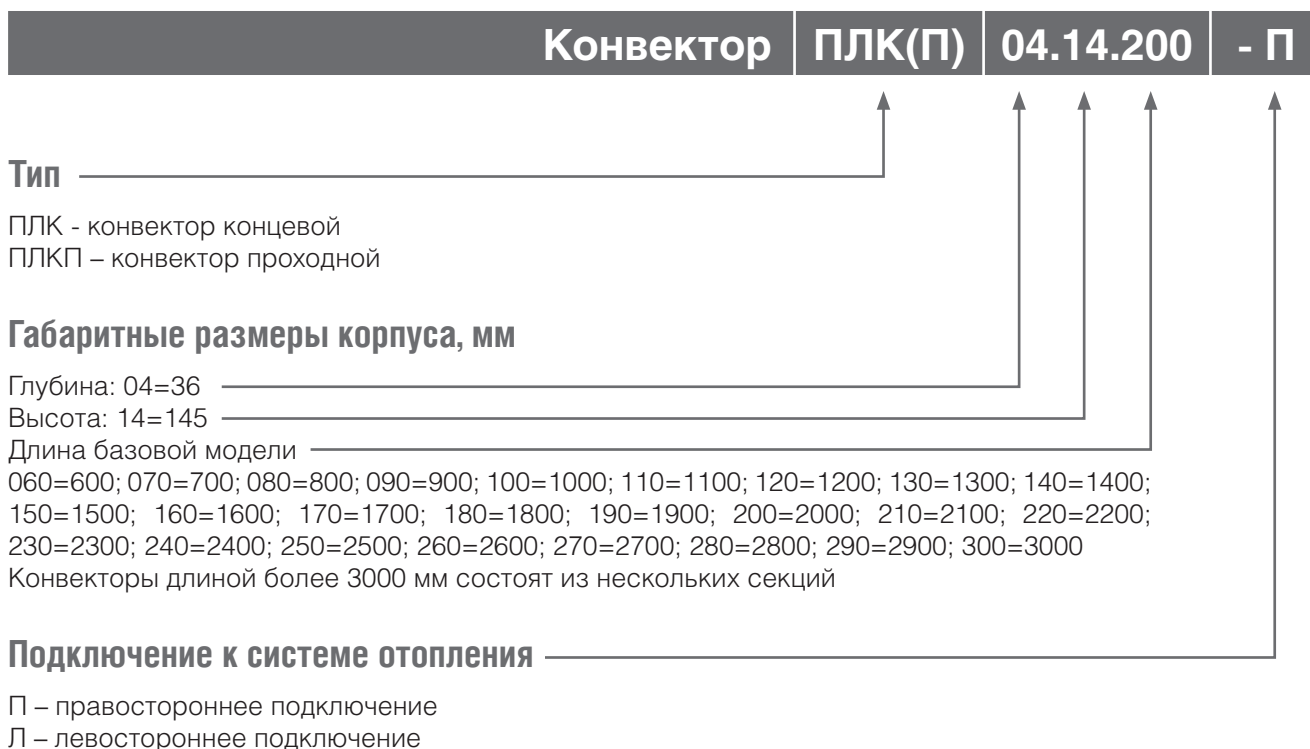 Конвектор ПЛК(П) 04.14.200 - П
Тип
ПЛК - конвектор концевой
ПЛКП – конвектор проходной
Габаритные размеры корпуса, мм
Глубина: 04=36
Высота: 14=145
Длина базовой модели
060=600; 070=700; 080=800; 090=900; 100=1000; 110=1100; 120=1200; 130=1300; 140=1400;
150=1500; 160=1600; 170=1700; 180=1800; 190=1900; 200=2000; 210=2100; 220=2200;
230=2300; 240=2400; 250=2500; 260=2600; 270=2700; 280=2800; 290=2900; 300=3000
Конвекторы длиной более 3000 мм состоят из нескольких секций
Подключение к системе отопления
П – правостороннее подключение
Л – левостороннее подключение